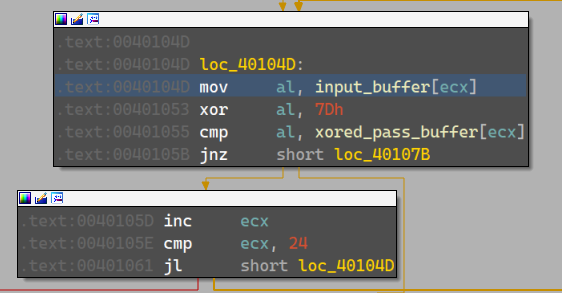 .text:0040104D
.text:0040104D loc_40104D:
.text:0040104D mov al, input_buffer[ecx]
.text:00401053 xor al, 7Dh
.text:00401055 cmp al, xored_pass_buffer[ecx]
.text:0040105B jnz short loc_40107B
.text:0040105D inc ecx
.text:0040105E cmp ecx, 24
.text:00401061 jl short loc_40104D